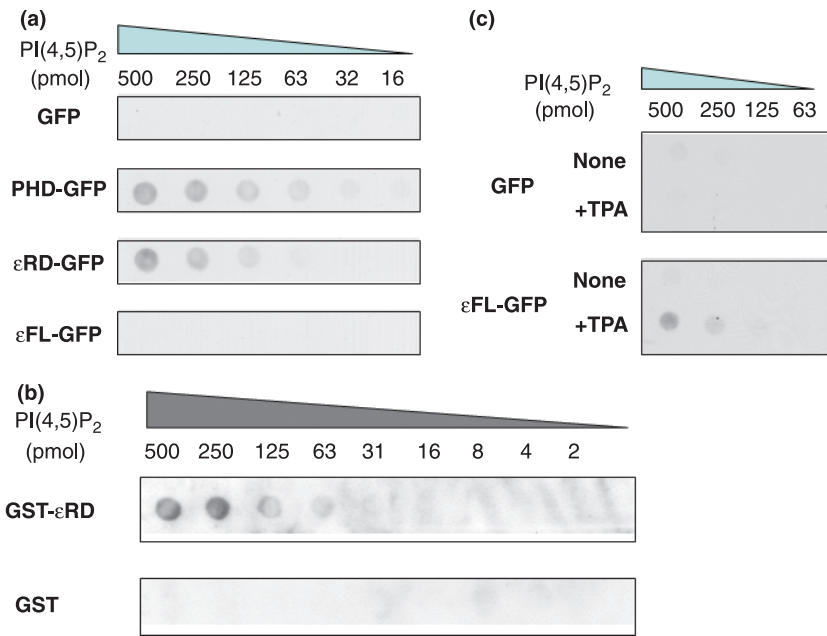 (a)
PI(4,5)P₂
(pmol)
500 250 125 63 32 16
GFP
PHD-GFP
εRD-GFP
εFL-GFP
(c)
PI(4,5)P₂
(pmol)
500 250 125 63
GFP
None
+TPA
εFL-GFP
None
+TPA
(b)
PI(4,5)P₂
(pmol)
500 250 125 63 31 16 8 4 2
GST-εRD
GST